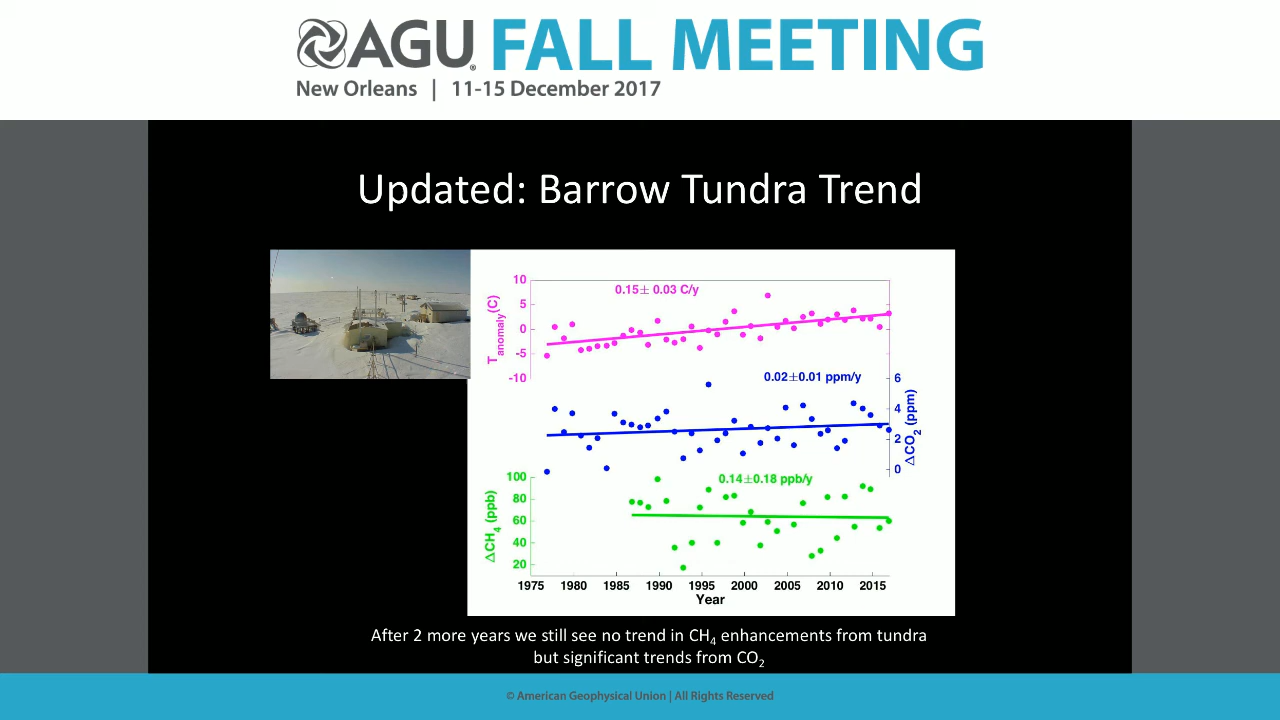 AGU FALL MEETING
New Orleans | 11-15 December 2017
Updated: Barrow Tundra Trend
10
5
0
-5
-10
T anomaly (C)
0.15± 0.03 C/y
0.02±0.01 ppm/y
6
4
2
0
ΔCO2 (ppm)
0.14±0.18 ppb/y
100
80
60
40
20
ΔCH4 (ppb)
1975 1980 1985 1990 1995 2000 2005 2010 2015
Year
After 2 more years we still see no trend in CH4 enhancements from tundra
but significant trends from CO2
© American Geophysical Union | All Rights Reserved